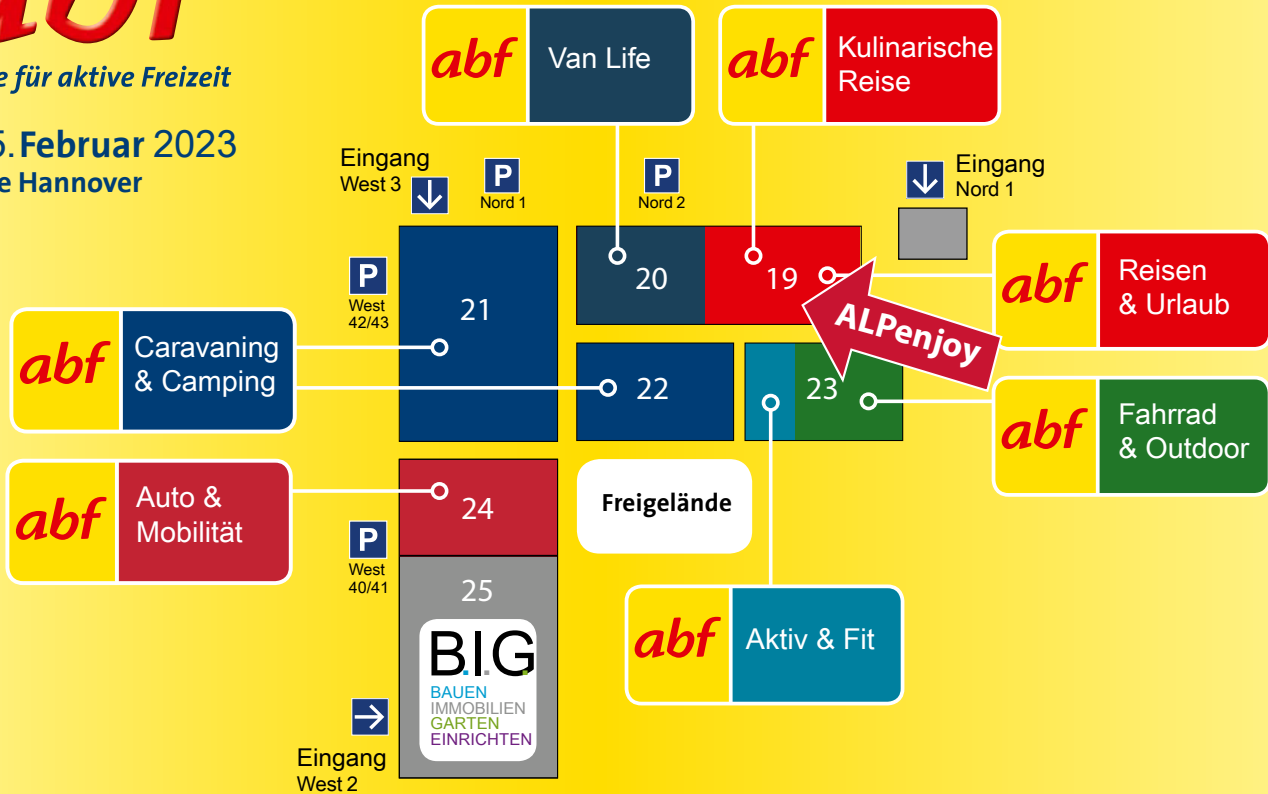 abf
für aktive Freizeit
Februar 2023
Hannover
abf
Van Life
abf
Kulinarische
Reise
Eingang
West 3
P
Nord 1
P
Nord 2
Eingang
Nord 1
P
West
42/43
21
20
19
ALPenjoy
abf
Reisen
& Urlaub
abf
Caravaning
& Camping
22
23
abf
Fahrrad
& Outdoor
abf
Auto &
Mobilität
24
Freigelände
P
West
40/41
25
B.I.G.
BAUEN
IMMOBILIEN
GARTEN
EINRICHTEN
abf
Aktiv & Fit
Eingang
West 2